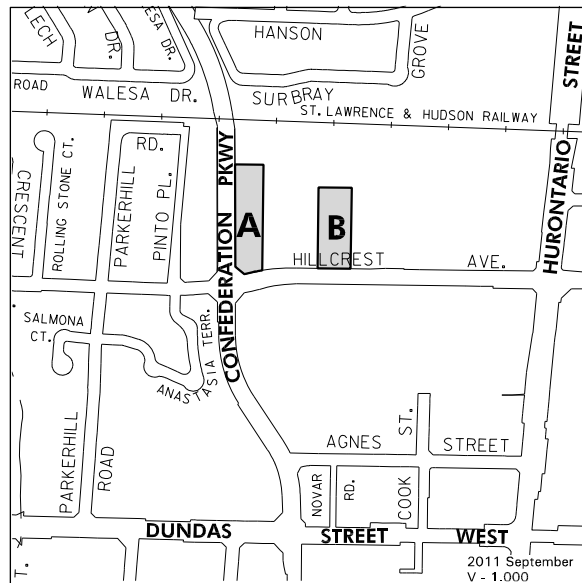 LECH
DR.
WALESA DR.
HANSON
GROVE
STREET
ROAD
WALESA DR.
SURBRAY
ST. LAWRENCE & HUDSON RAILWAY
CRESCENT
ROLLING STONE CT.
PARKERHILL
RD.
PINTO PL.
CONFEDERATION PKWY
A
B
HURONTARIO
HILLCREST AVE.
SALMONA
CT.
ANASTASIA TERR.
PARKERHILL
ROAD
AGNES STREET
NOVAR
RD.
COOK
ST.
DUNDAS STREET WEST
2011 September
V - 1.000